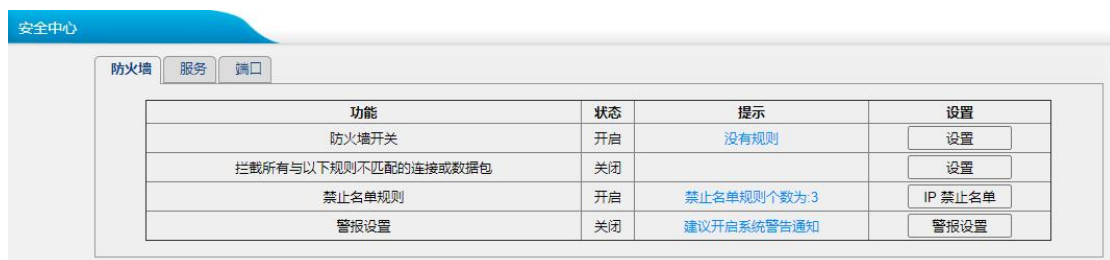 安全中心
防火墙 服务 端口
功能 状态 提示 设置
防火墙开关 开启 没有规则 设置
拦截所有与以下规则不匹配的连接或数据包 关闭 设置
禁止名单规则 开启 禁止名单规则个数为:3 IP 禁止名单
警报设置 关闭 建议开启系统警告通知 警报设置